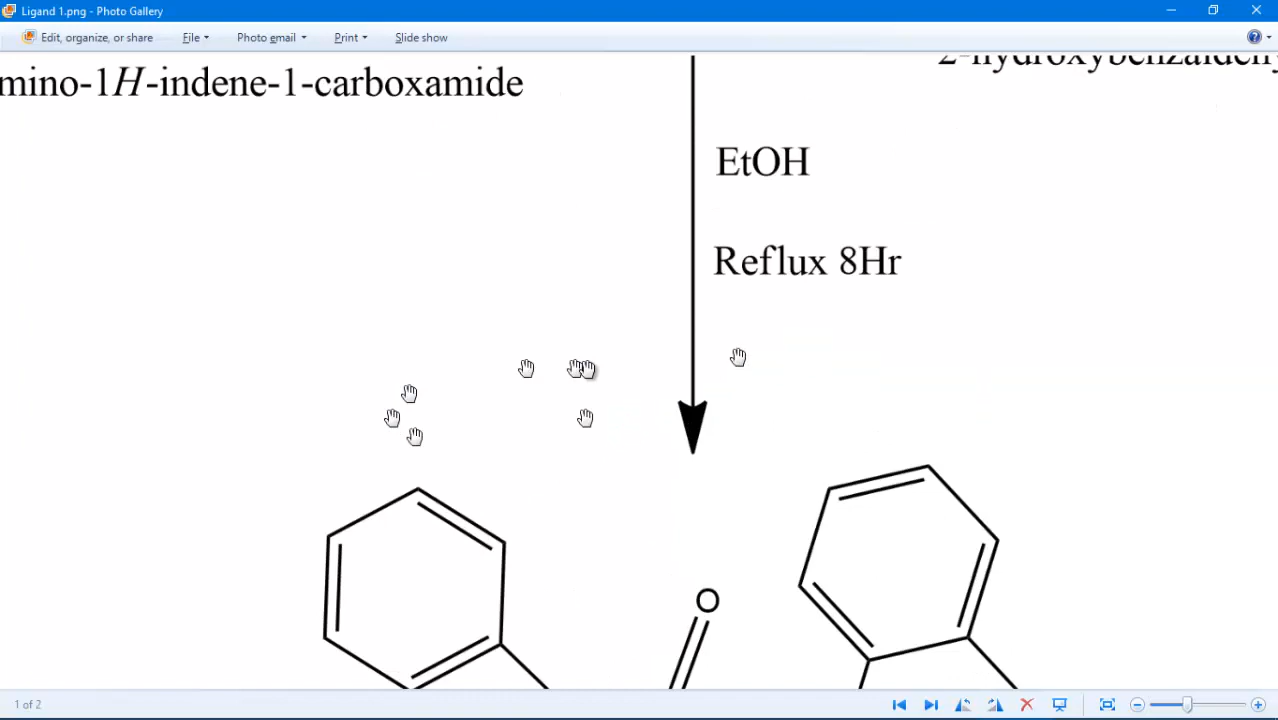 Ligand 1.png - Photo Gallery
Edit, organize, or share File Photo email Print Slide show
mino-1H-indene-1-carboxamide
EtOH
Reflux 8Hr
O
1 of 2